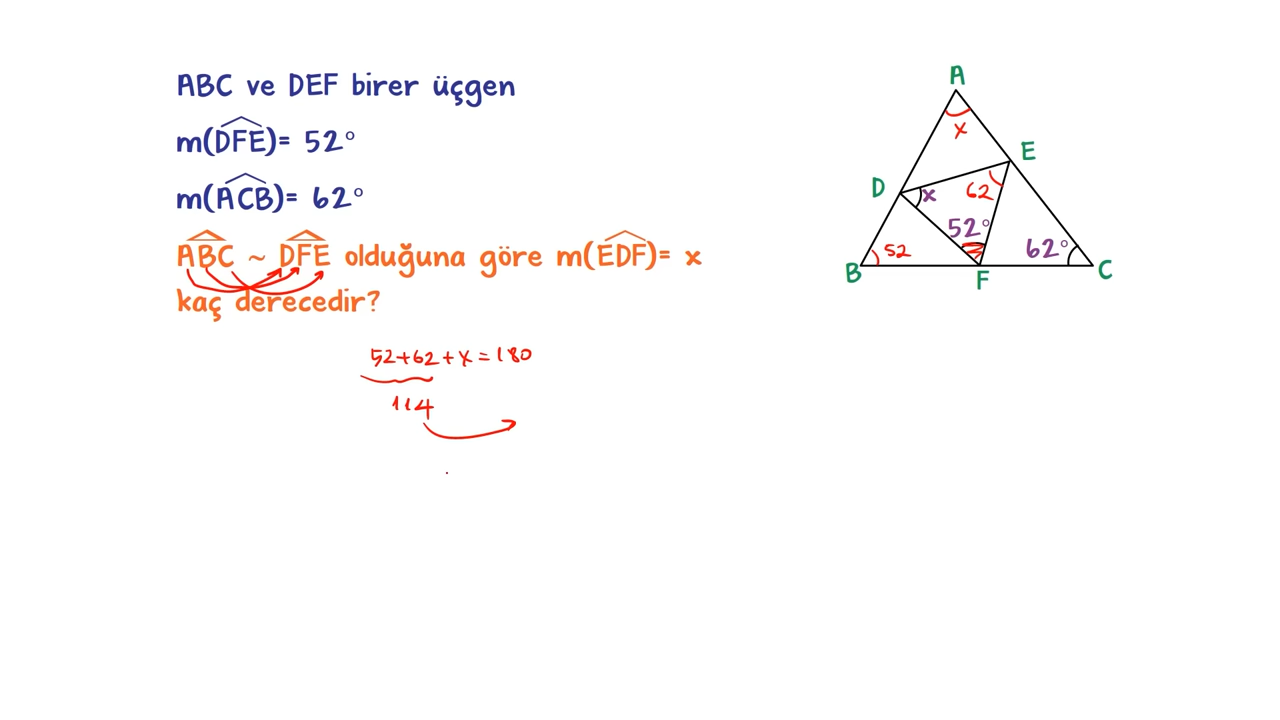 ABC ve DEF birer üçgen
m(DFE)= 52°
m(ACB)= 62°
ABC ~ DFE olduğuna göre m(EDF)= x
kaç derecedir?
52+62+x=180
114
A
x
E
D
x
62
52°
B
52
62°
F
C